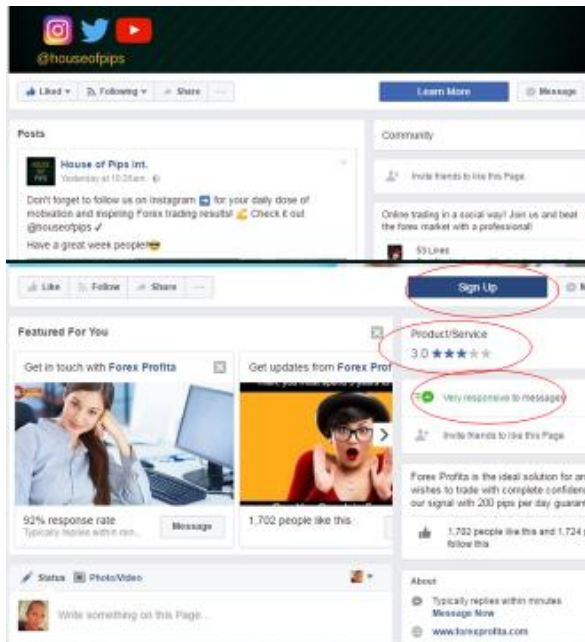 @houseofpips
Liked Following Share
Learn More
Message
Posts
House of Pips Int.
Yesterday at 10:26am
Don't forget to follow us on Instagram for your daily dose of
motivation and inspiring Forex trading results! Check it out
@houseofpips
Have a great week people!
Community
Invite friends to like this Page
Online trading in a social way! Join us and beat
the forex market with a professional!
53 Likes
Like Follow Share
Sign Up
Featured For You
Get in touch with Forex Profita
92% response rate
Typically replies within min...
Message
Get updates from Forex Prof
1,702 people like this
Product/Service
3.0
Very responsive to messages
Invite friends to like this Page
Forex Profita is the ideal solution for an
wishes to trade with complete confidenc
our signal with 200 pips per day guarant
1,702 people like this and 1,724 p
follow this
Status Photo/Video
Write something on this Page...
About
Typically replies within minutes
Message Now
www.forexprofita.com